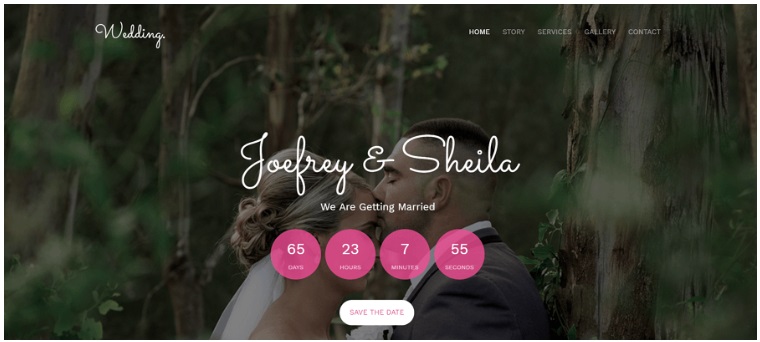 Wedding.
HOME STORY SERVICES GALLERY CONTACT
Joefrey & Sheila
We Are Getting Married
65 23 7 55
DAYS HOURS MINUTES SECONDS
SAVE THE DATE